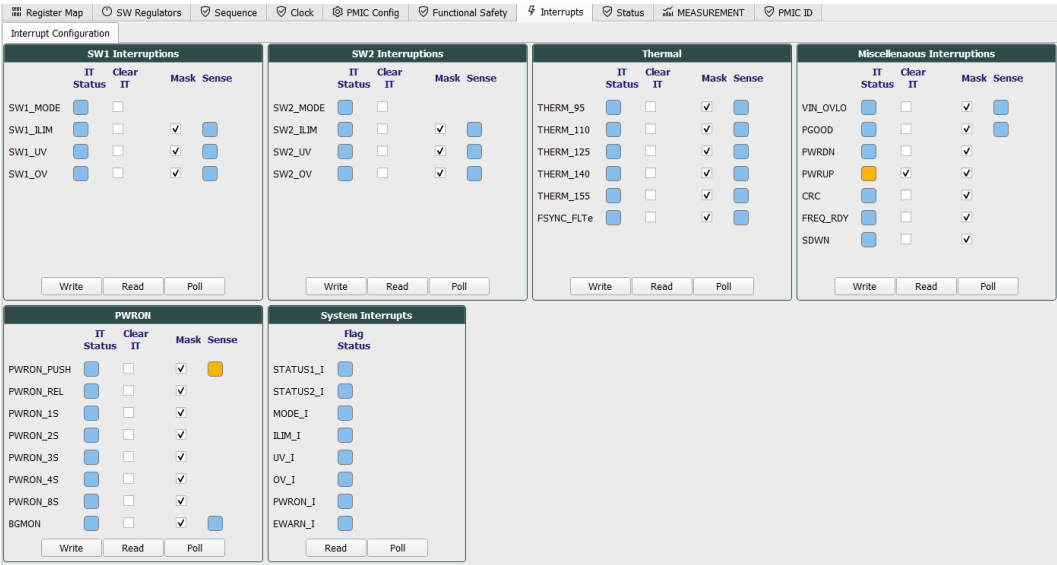 Register Map SW Regulators Sequence Clock PMIC Config Functional Safety Interrupts Status MEASUREMENT PMIC ID
Interrupt Configuration
SW1 Interruptions
IT Status Clear IT Mask Sense
SW1_MODE
SW1_ILIM
SW1_UV
SW1_OV
Write Read Poll
SW2 Interruptions
IT Status Clear IT Mask Sense
SW2_MODE
SW2_ILIM
SW2_UV
SW2_OV
Write Read Poll
Thermal
IT Status Clear IT Mask Sense
THERM_95
THERM_110
THERM_125
THERM_140
THERM_155
FSYNC_FLTe
Write Read Poll
Miscellenaous Interruptions
IT Status Clear IT Mask Sense
VIN_OVLO
PGOOD
PWRDN
PWRUP
CRC
FREQ_RDY
SDWN
Write Read Poll
PWRON
IT Status Clear IT Mask Sense
PWRON_PUSH
PWRON_REL
PWRON_1S
PWRON_2S
PWRON_3S
PWRON_4S
PWRON_8S
BGMON
Write Read Poll
System Interrupts
Flag Status
STATUS1_I
STATUS2_I
MODE_I
ILIM_I
UV_I
OV_I
PWRON_I
EWARN_I
Read Poll